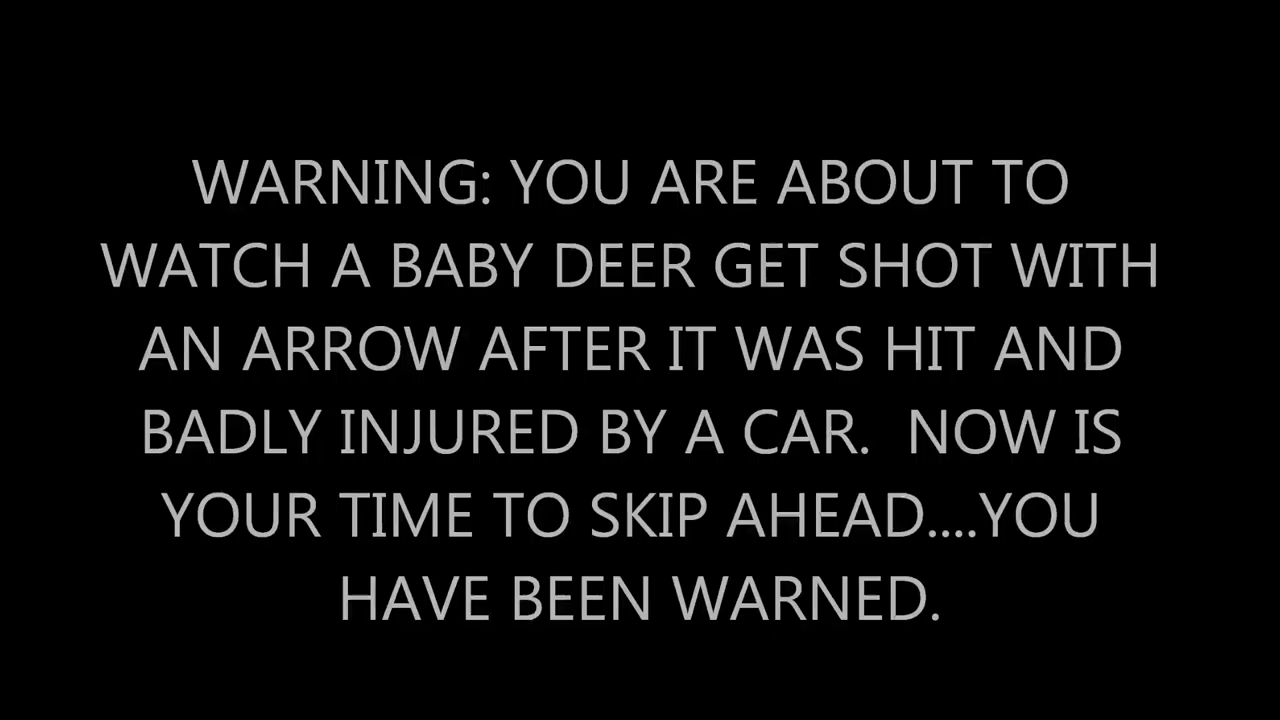 WARNING: YOU ARE ABOUT TO
WATCH A BABY DEER GET SHOT WITH
AN ARROW AFTER IT WAS HIT AND
BADLY INJURED BY A CAR.  NOW IS
YOUR TIME TO SKIP AHEAD....YOU
HAVE BEEN WARNED.